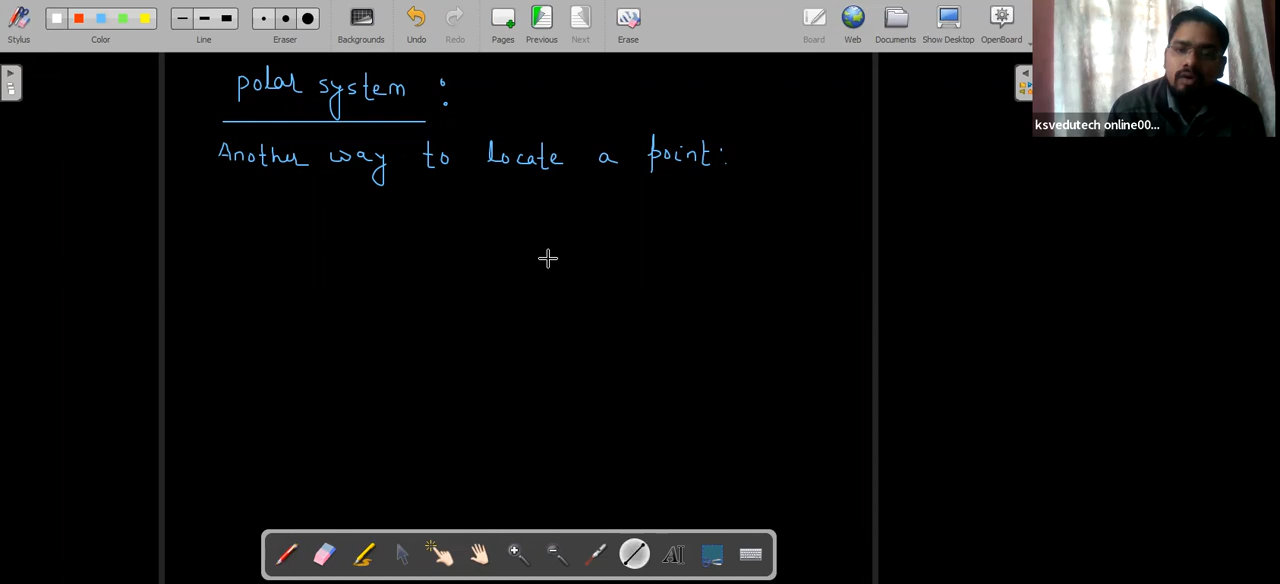 Stylus Color Line Eraser Backgrounds Undo Redo Pages Previous Next Erase Board Web Documents Show Desktop OpenBoard
polar system :
Another way to locate a point:
ksvedutech online00...
AI